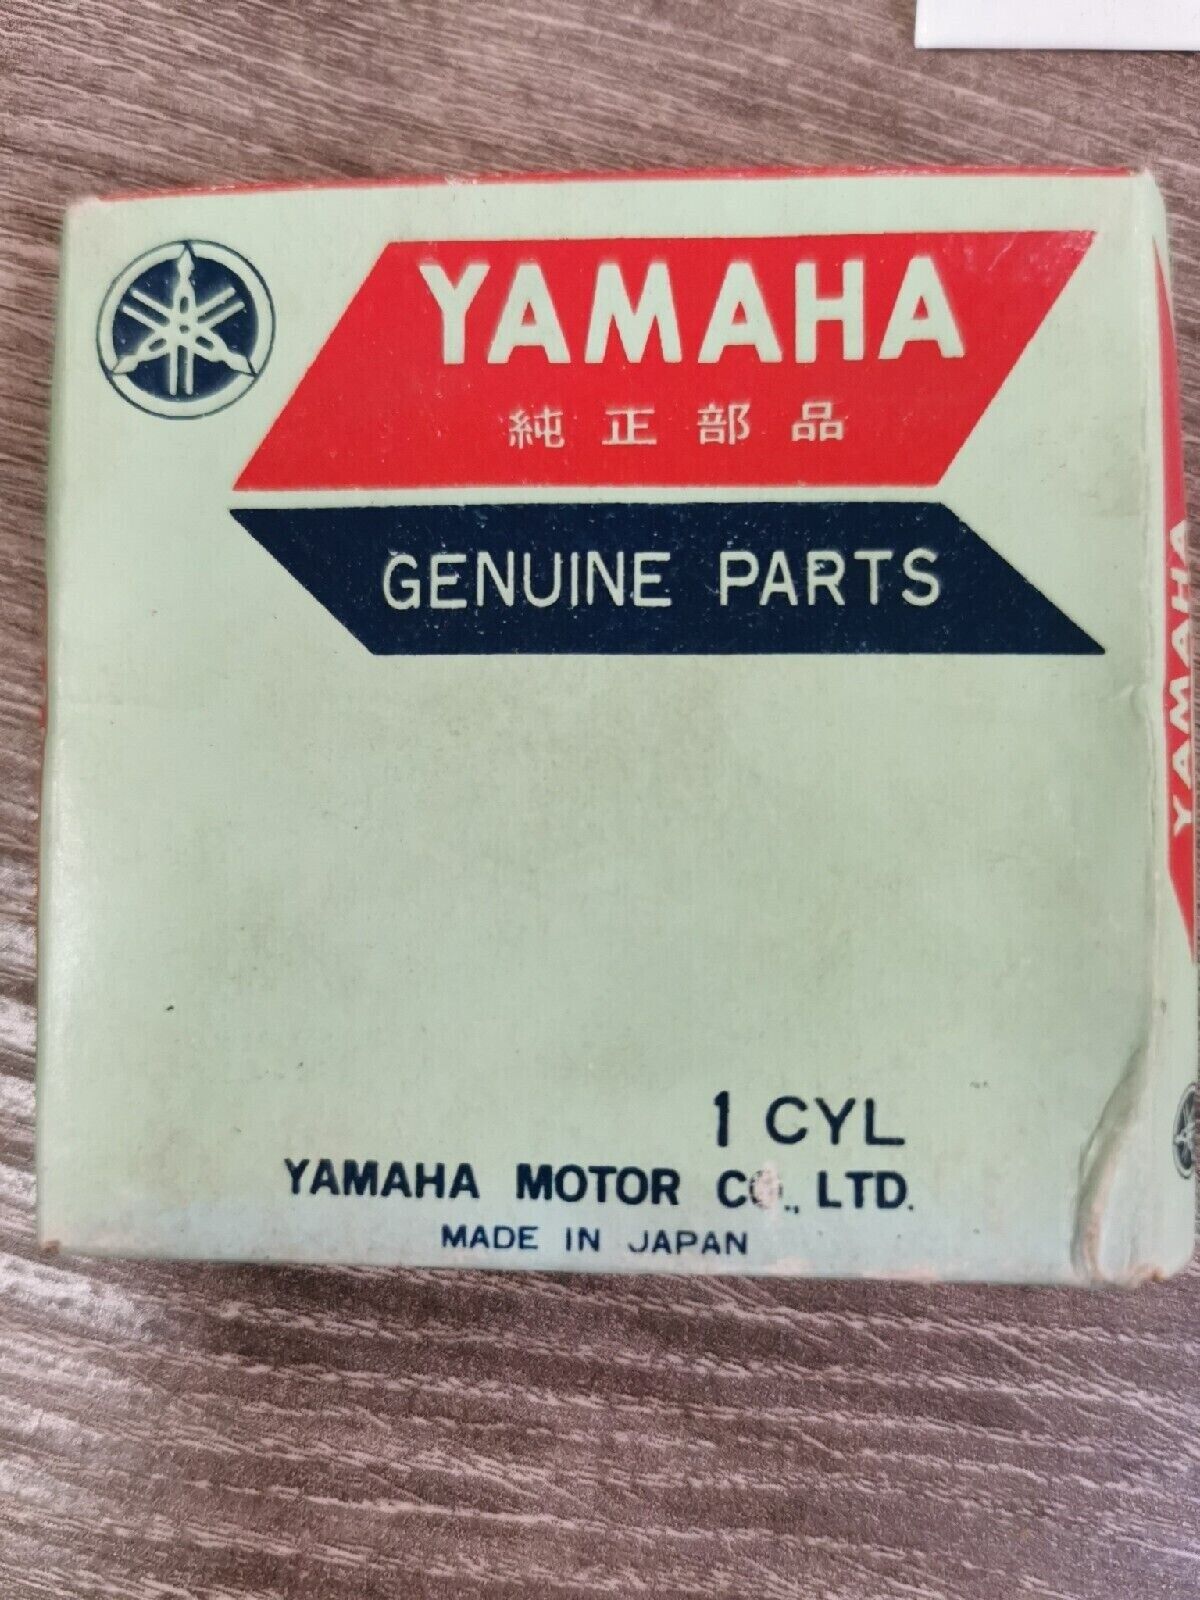 YAMAHA
純正部品
GENUINE PARTS
YAMAHA
1 CYL
YAMAHA MOTOR CO., LTD.
MADE IN JAPAN